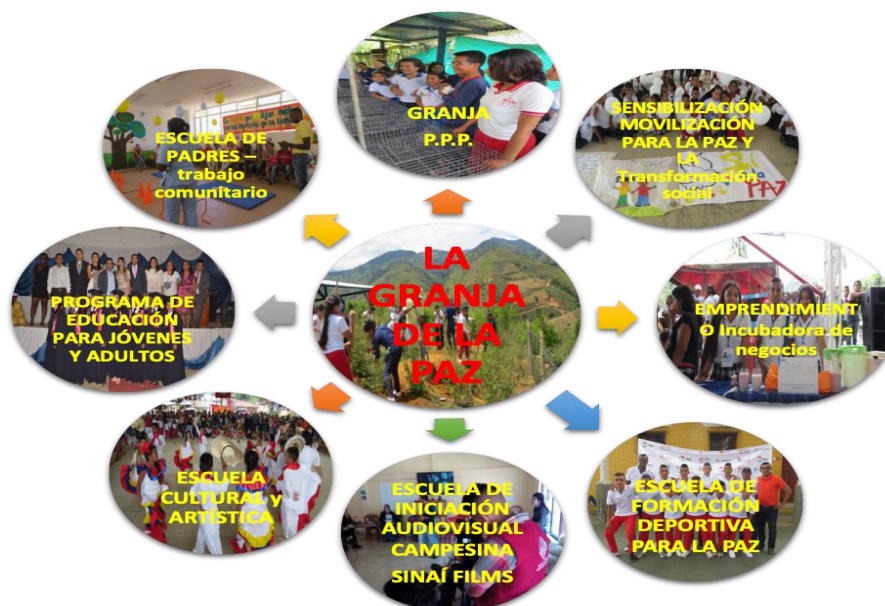 LA
GRANJA
DE LA
PAZ
GRANJA
P.P.P.
SENSIBILIZACIÓN
MOVILIZACIÓN
PARA LA PAZ Y
LA
Transformación
social
Sí
PAZ
EMPRENDIMIENT
O Incubadora de
negocios
ESCUELA DE
FORMACIÓN
DEPORTIVA
PARA LA PAZ
ESCUELA DE
INICIACIÓN
AUDIOVISUAL
CAMPESINA
SINAÍ FILMS
ESCUELA
CULTURAL y
ARTÍSTICA
PROGRAMA DE
EDUCACIÓN
PARA JÓVENES
Y ADULTOS
ESCUELA DE
PADRES –
trabajo
comunitario